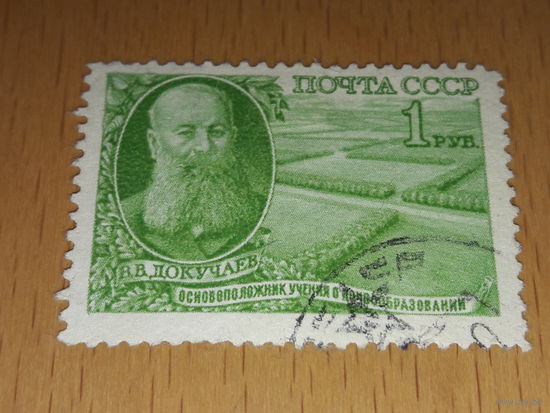 ПОЧТА СССР
1 РУБ.
В.В.ДОКУЧАЕВ
ОСНОВОПОЛОЖНИК УЧЕНИЯ О ПОЧВООБРАЗОВАНИИ